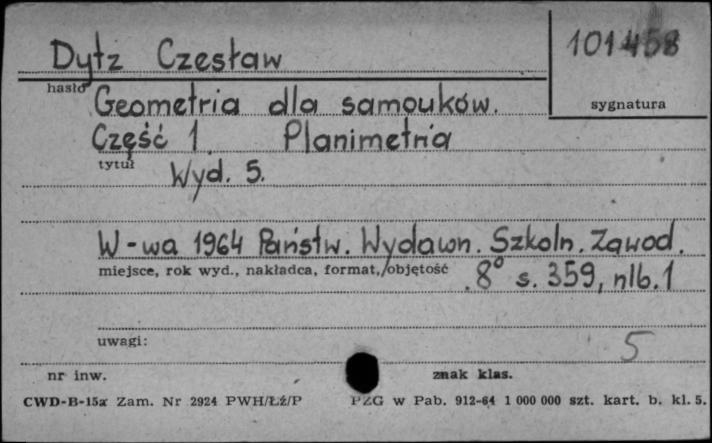 Dytz Czesław
101458
hasło
sygnatura
Geometria dla samouków.
Część 1 Planimetria
tytuł
Wyd. 5.
W-wa 1964 Państw. Wydawn. Szkoln. Zawod.
miejsce, rok wyd., nakładca, format, objętość
8° s. 359, nlb. 1
uwagi:
5
nr inw.
znak klas.
CWD-B-15a Zam. Nr 2924 PWH/Łź/P
PZG w Pab. 912-64 1 000 000 szt. kart. b. kl. 5.